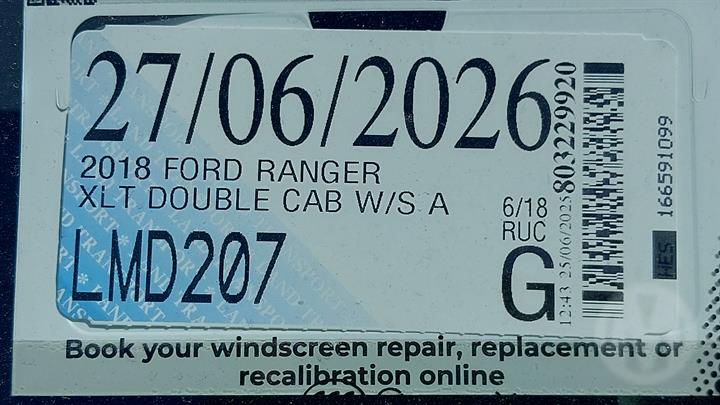 27/06/2026
2018 FORD RANGER
XLT DOUBLE CAB W/S A
LMD207
6/18
RUC
G
12:43 25/06/2025
803229920
HES
166591099
Book your windscreen repair, replacement or
recalibration online